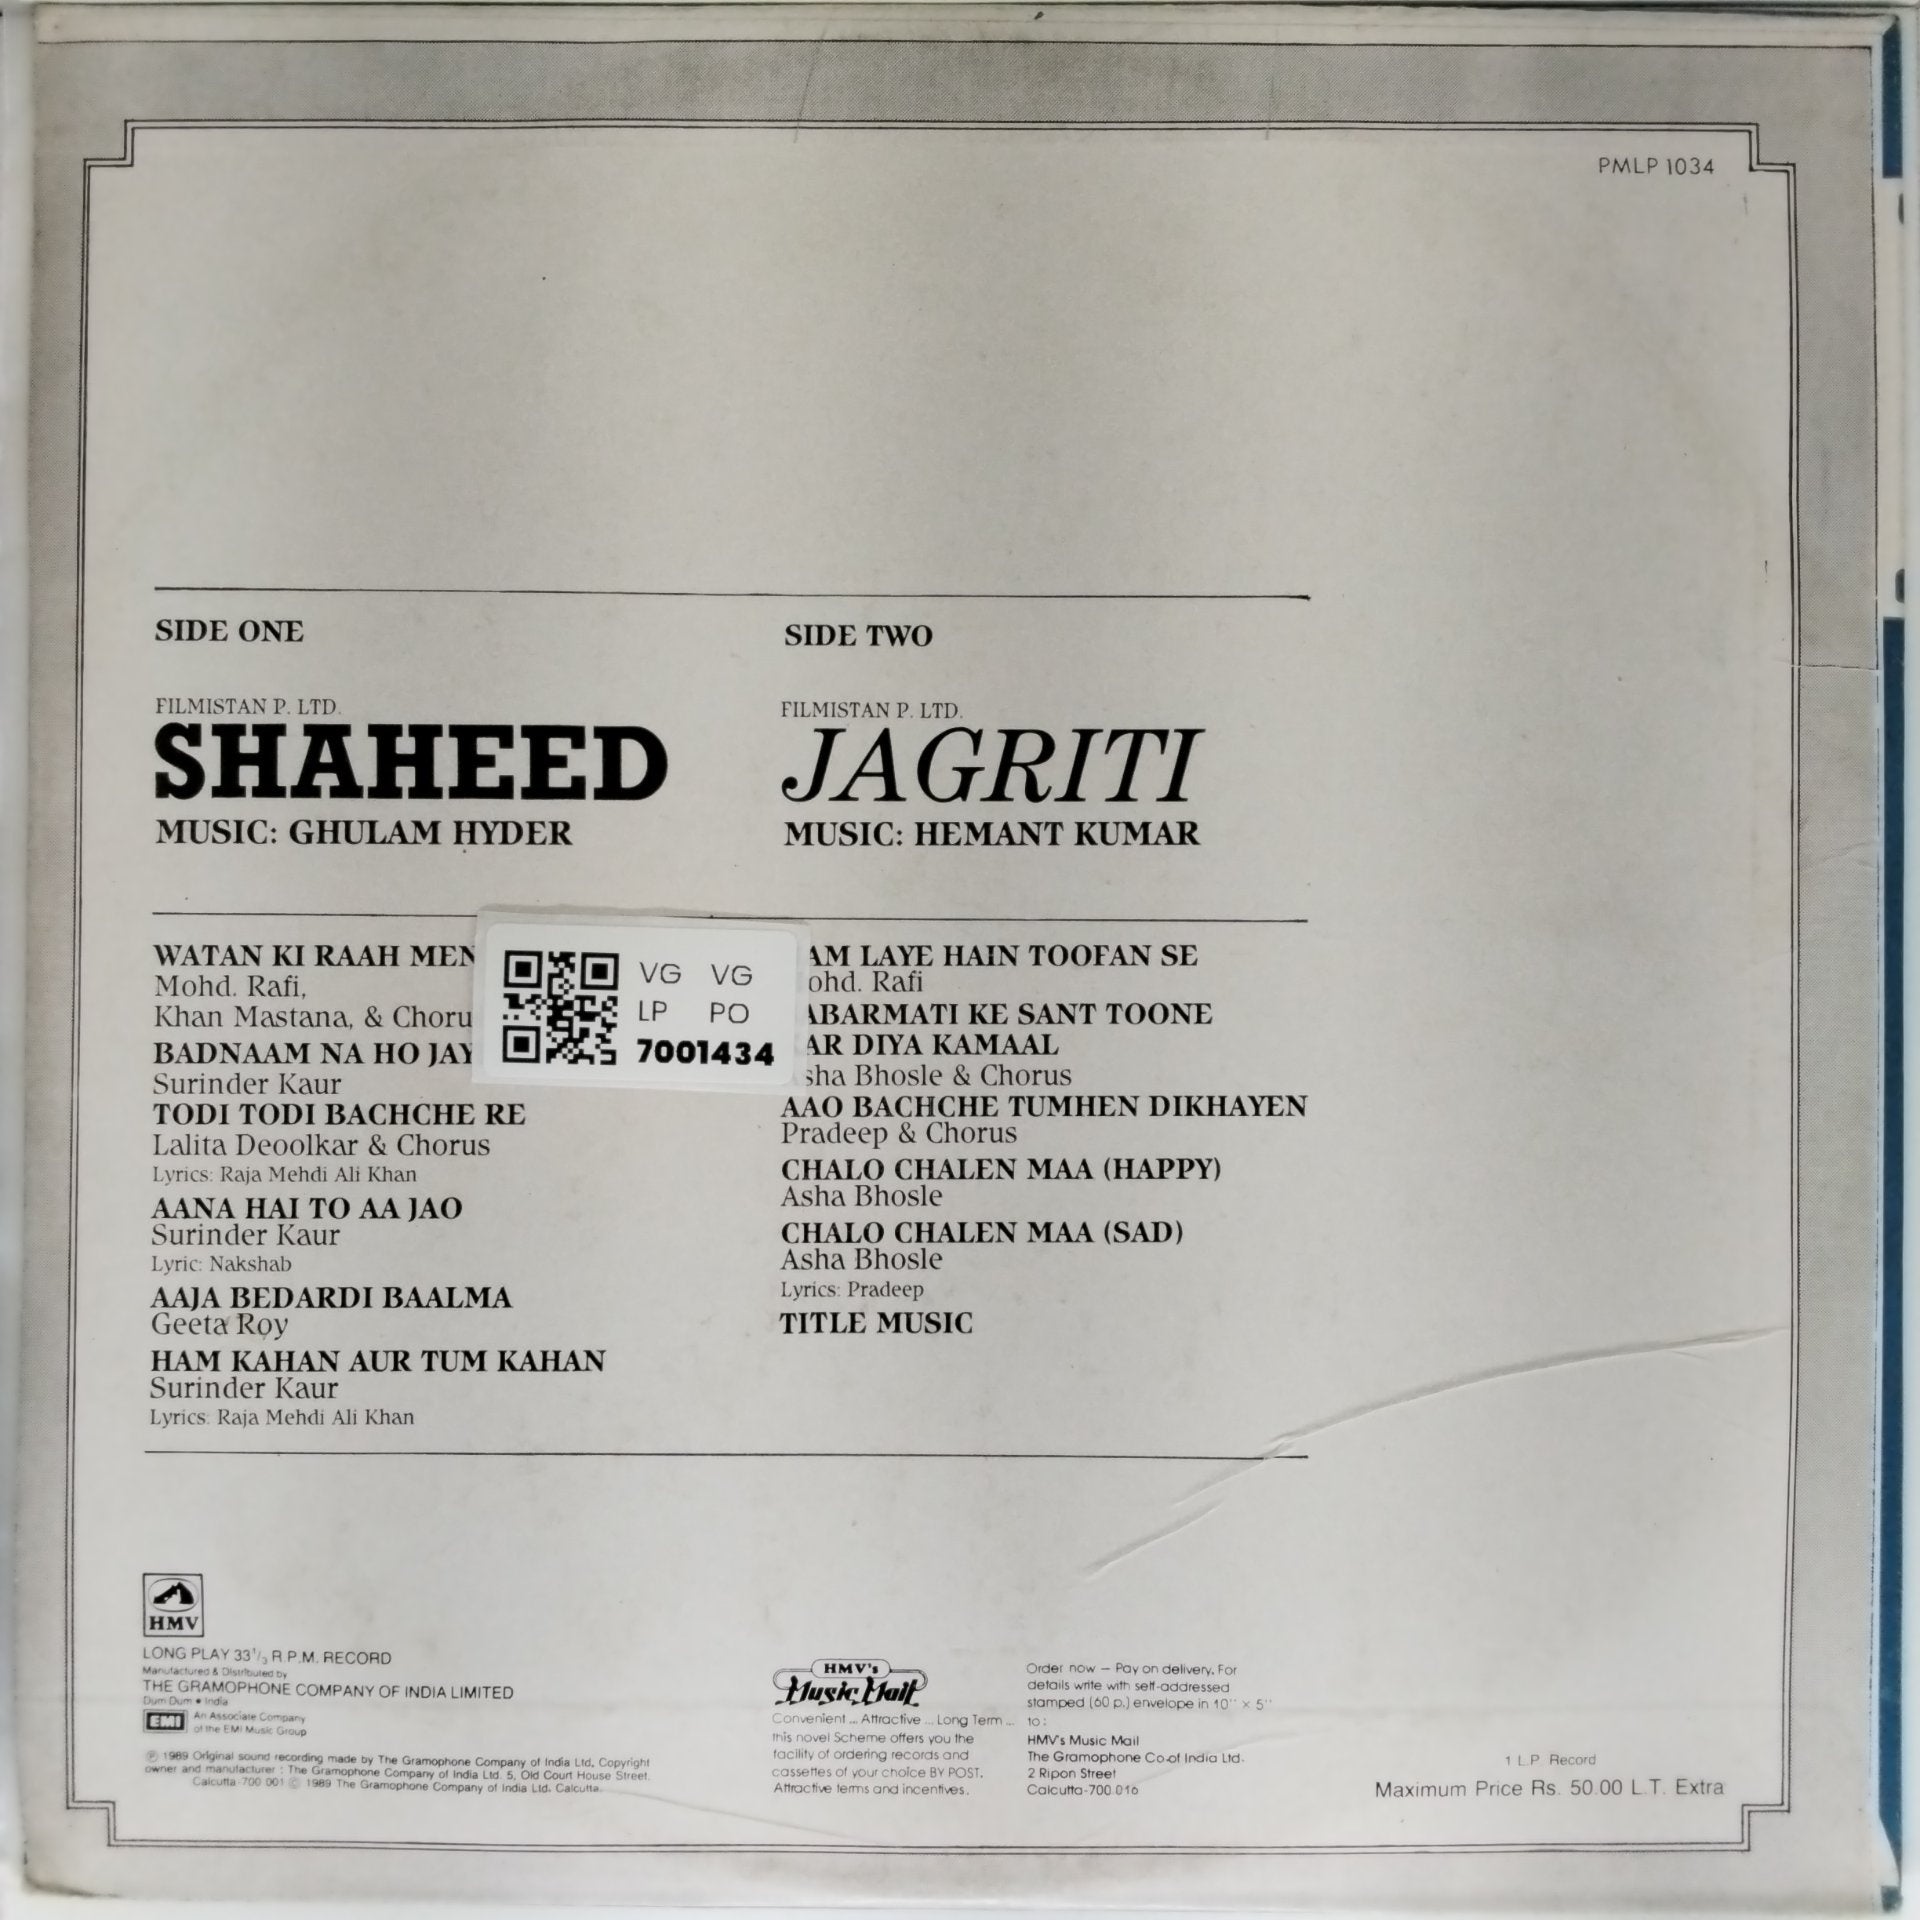 PMLP 1034
SIDE ONE
FILMISTAN P. LTD.
SHAHEED
MUSIC: GHULAM HYDER
WATAN KI RAAH MEN
Mohd. Rafi,
Khan Mastana, & Choru
BADNAAM NA HO JAY
Surinder Kaur
TODI TODI BACHCHE RE
Lalita Deoolkar & Chorus
Lyrics: Raja Mehdi Ali Khan
AANA HAI TO AA JAO
Surinder Kaur
Lyric: Nakshab
AAJA BEDARDI BAALMA
Geeta Roy
HAM KAHAN AUR TUM KAHAN
Surinder Kaur
Lyrics: Raja Mehdi Ali Khan
SIDE TWO
FILMISTAN P. LTD.
JAGRITI
MUSIC: HEMANT KUMAR
AM LAYE HAIN TOOFAN SE
ohd. Rafi
ABARMATI KE SANT TOONE
AR DIYA KAMAAL
sha Bhosle & Chorus
AAO BACHCHE TUMHEN DIKHAYEN
Pradeep & Chorus
CHALO CHALEN MAA (HAPPY)
Asha Bhosle
CHALO CHALEN MAA (SAD)
Asha Bhosle
Lyrics: Pradeep
TITLE MUSIC
VG VG
LP PO
7001434
HMV
LONG PLAY 33 1/3 R.P.M. RECORD
Manufactured & Distributed by
THE GRAMOPHONE COMPANY OF INDIA LIMITED
Dum Dum • India
EMI An Associate Company
of the EMI Music Group
℗ 1989 Original sound recording made by The Gramophone Company of India Ltd. Copyright
owner and manufacturer : The Gramophone Company of India Ltd. 5, Old Court House Street.
Calcutta-700 001 © 1989 The Gramophone Company of India Ltd. Calcutta.
HMV's
Music Mail
Convenient ... Attractive ... Long Term ...
this novel Scheme offers you the
facility of ordering records and
cassettes of your choice BY POST.
Attractive terms and incentives.
Order now – Pay on delivery. For
details write with self-addressed
stamped (60 p.) envelope in 10'' × 5''
to:
HMV's Music Mail
The Gramophone Co of India Ltd.
2 Ripon Street
Calcutta-700 016
1 L.P. Record
Maximum Price Rs. 50.00 L.T. Extra